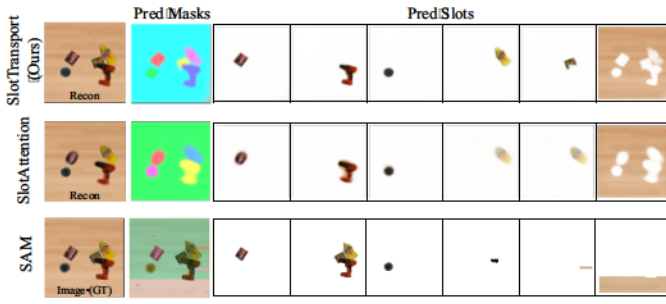 Pred Masks
Pred Slots
SlotTransport
(Ours)
Recon
SlotAttention
Recon
SAM
Image (GT)